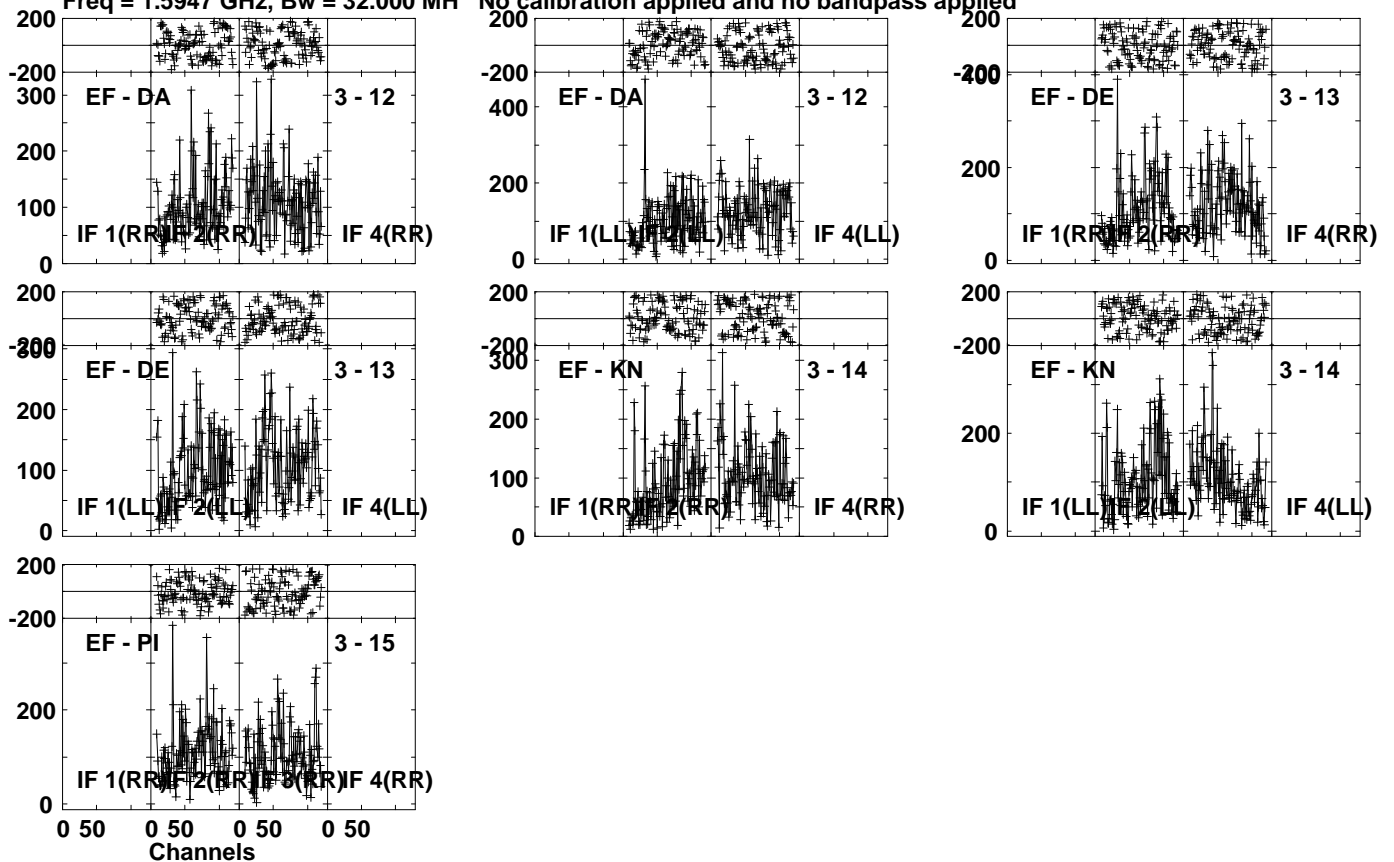 Freq = 1.5947 GHz, Bw = 32.000 MH No calibration applied and no bandpass applied
200
-200
300
200
100
0
EF - DA
3 - 12
IF 1(RR)
IF 2(RR)
IF 4(RR)
200
-200
400
200
0
EF - DA
3 - 12
IF 1(LL)
IF 2(LL)
IF 4(LL)
200
-200
400
200
0
EF - DE
3 - 13
IF 1(RR)
IF 2(RR)
IF 4(RR)
200
-200
300
200
100
0
EF - DE
3 - 13
IF 1(LL)
IF 2(LL)
IF 4(LL)
200
-200
300
200
100
0
EF - KN
3 - 14
IF 1(RR)
IF 2(RR)
IF 4(RR)
200
-200
200
0
EF - KN
3 - 14
IF 1(LL)
IF 2(LL)
IF 4(LL)
200
-200
200
0
EF - PI
3 - 15
IF 1(RR)
IF 2(RR)
IF 3(RR)
IF 4(RR)
0 50 0 50 0 50 0 50
Channels